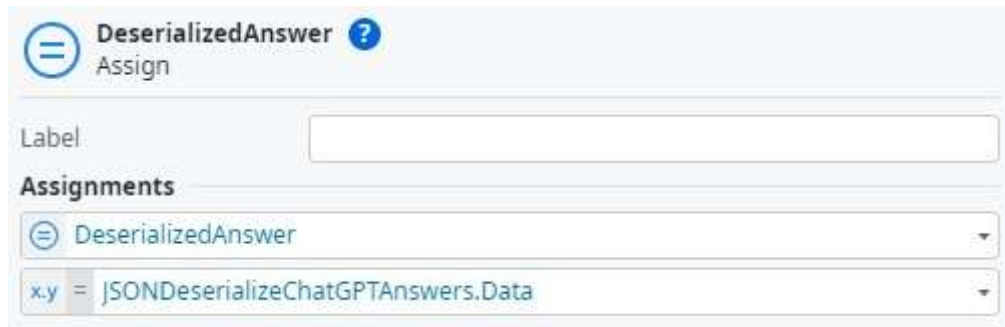 DeserializedAnswer ?
Assign
Label
Assignments
DeserializedAnswer
x.y = JSONDeserializeChatGPTAnswers.Data